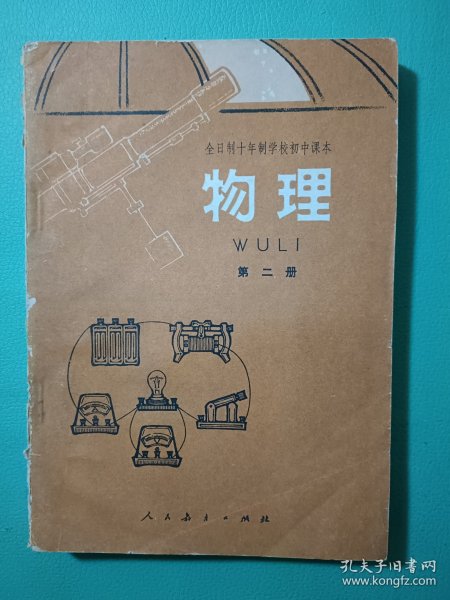 全日制十年制学校初中课本
物理
WULI
第二册
人民教育出版社
孔夫子旧书网
www.kongfz.com